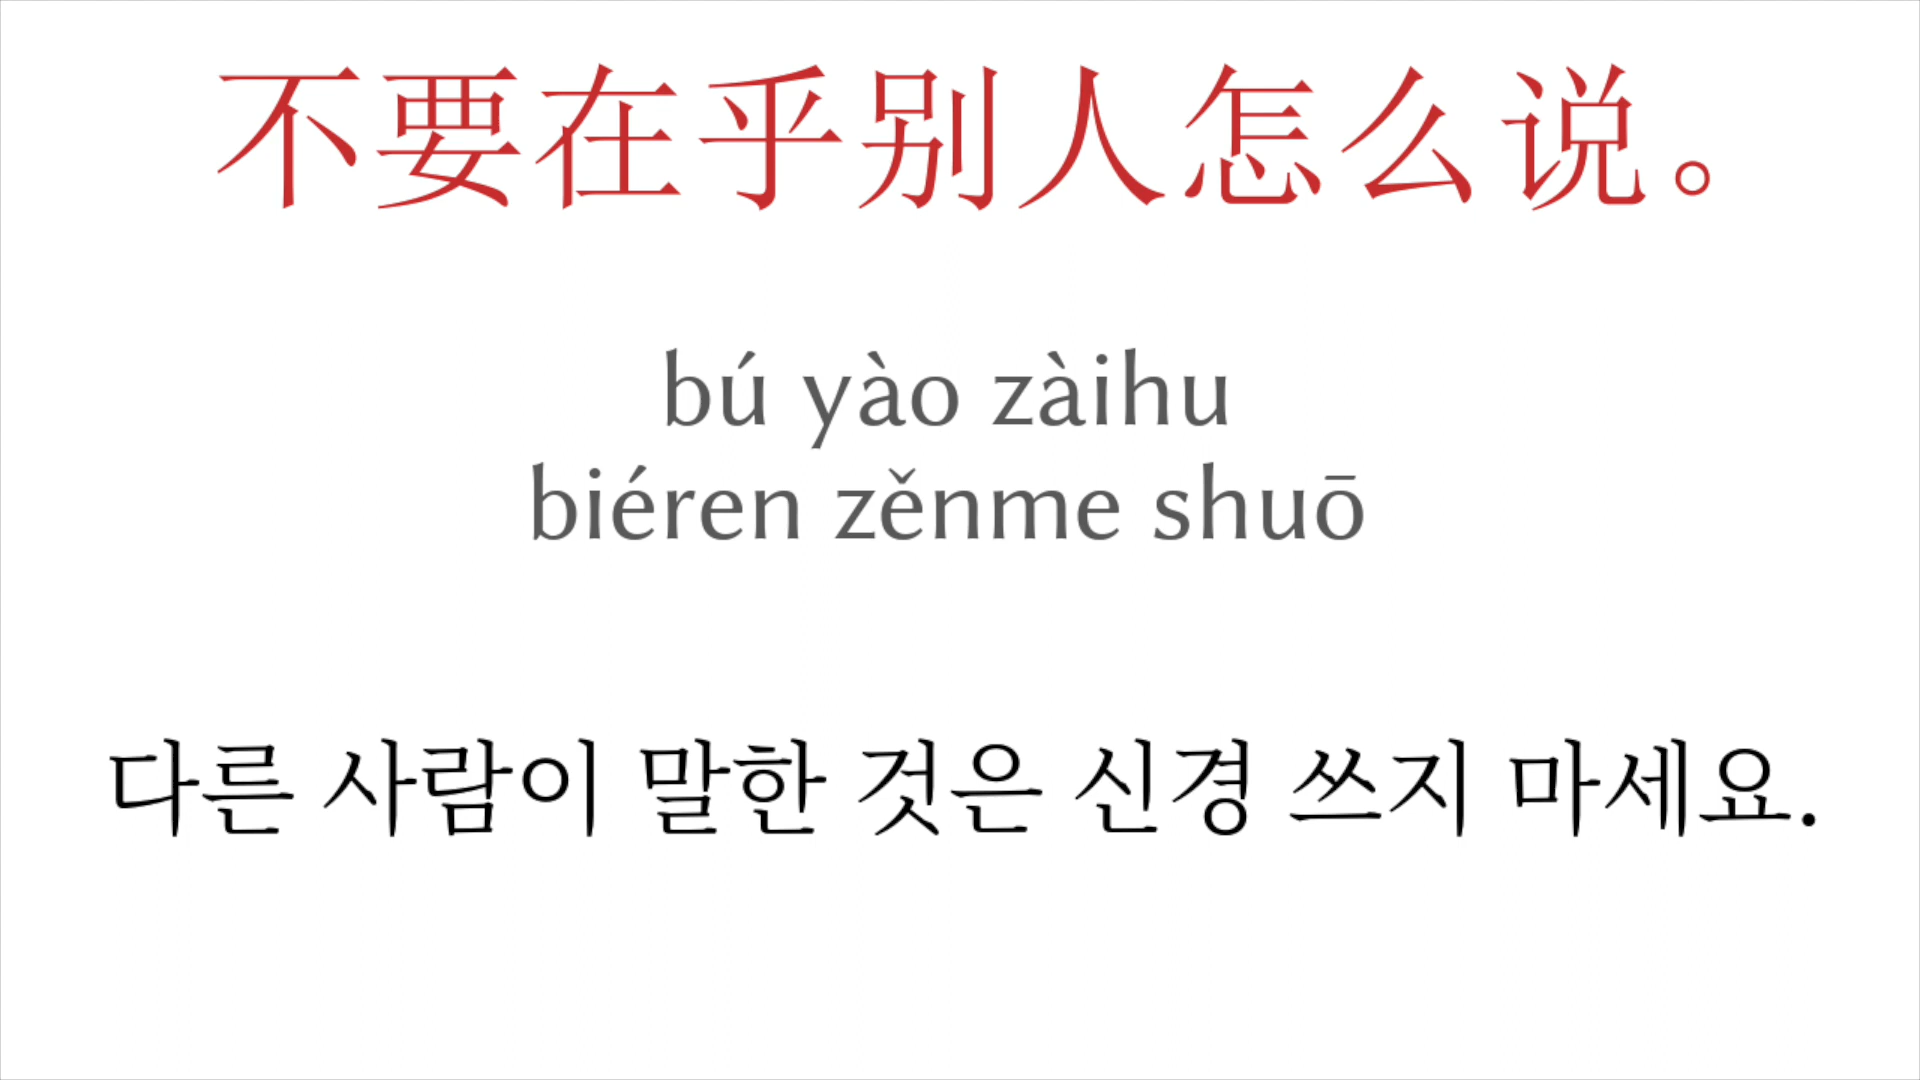 不要在乎别人怎么说。
bú yào zàihu
biéren zěnme shuō
다른 사람이 말한 것은 신경 쓰지 마세요.